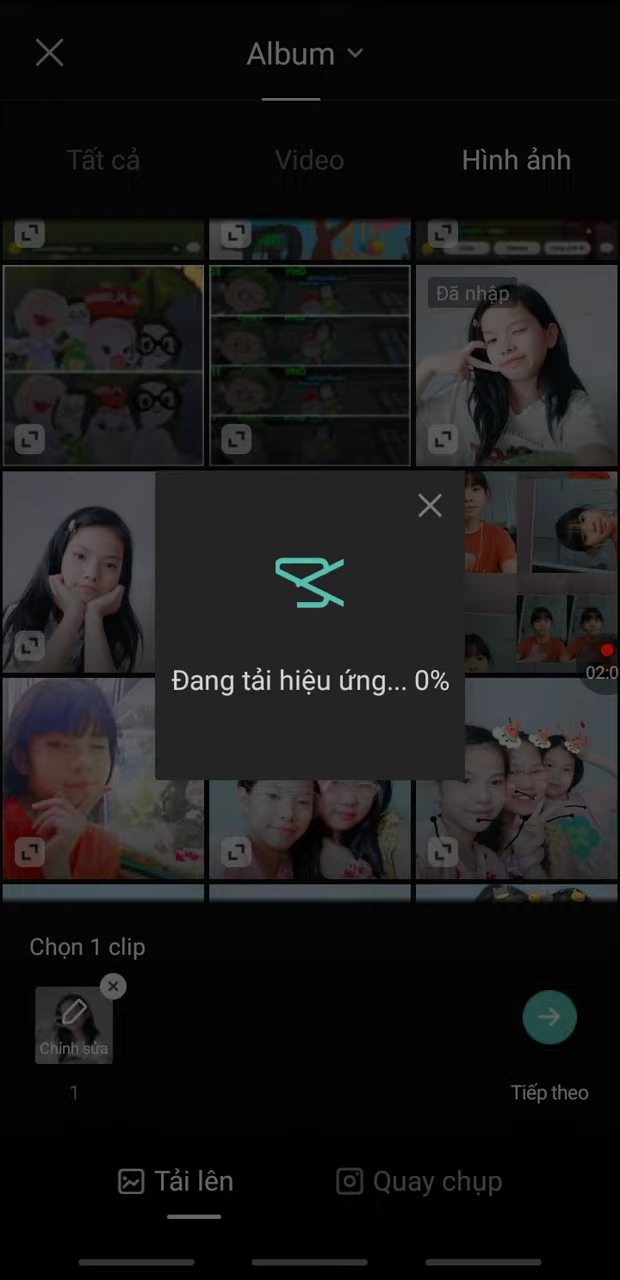 Album
Tất cả
Video
Hình ảnh
Đã nhập
Đang tải hiệu ứng... 0%
02:0
Chọn 1 clip
Chỉnh sửa
1
Tiếp theo
Tải lên
Quay chụp